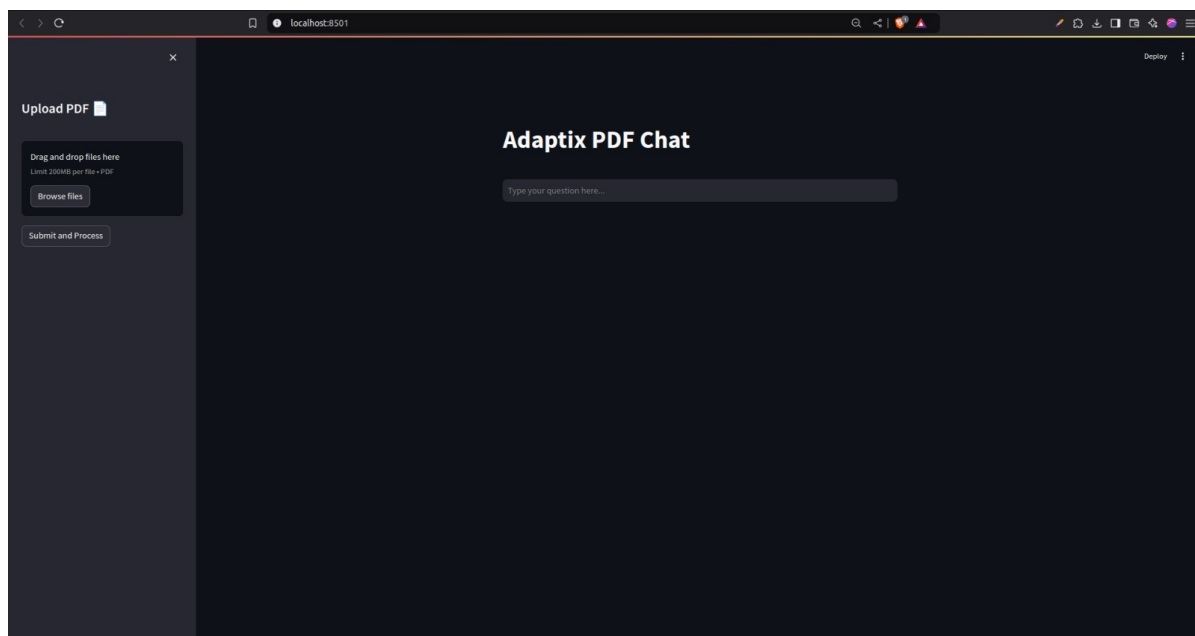 localhost:8501
Deploy
Upload PDF
Drag and drop files here
Limit 200MB per file • PDF
Browse files
Submit and Process
Adaptix PDF Chat
Type your question here...